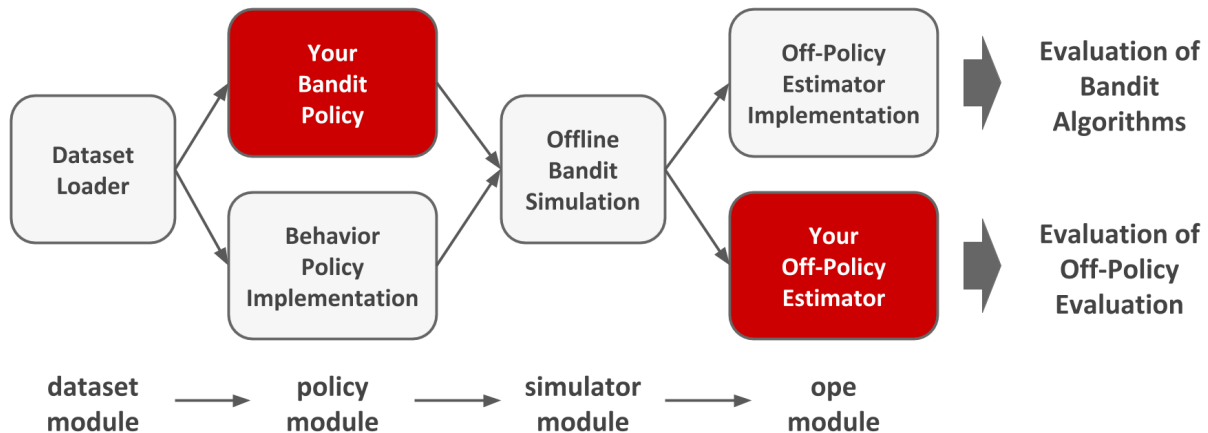 Dataset
Loader
Your
Bandit
Policy
Behavior
Policy
Implementation
Offline
Bandit
Simulation
Off-Policy
Estimator
Implementation
Your
Off-Policy
Estimator
Evaluation of
Bandit
Algorithms
Evaluation of
Off-Policy
Evaluation
dataset
module
policy
module
simulator
module
ope
module